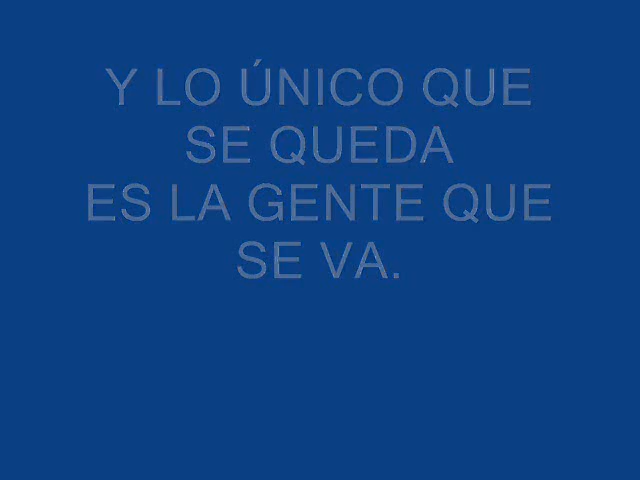 Y LO ÚNICO QUE
SE QUEDA
ES LA GENTE QUE
SE VA.